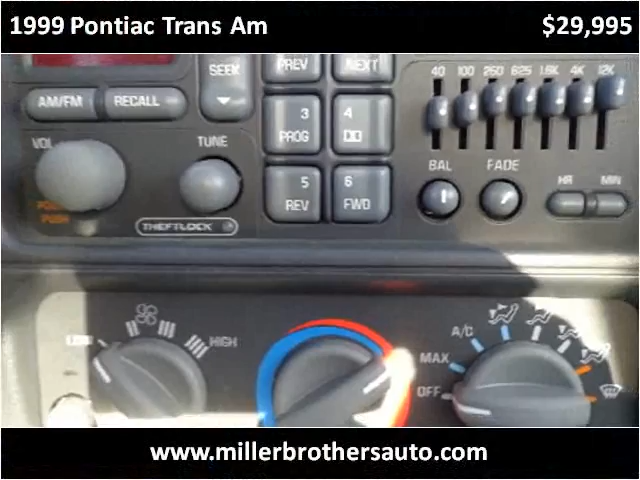 1999 Pontiac Trans Am $29,995
SEEK PREV NEXT 40 100 250 625 1.6K 4K 12K
AM/FM RECALL 3 PROG 4
VOL TUNE BAL FADE
5 REV 6 FWD HR MIN
PUSH
THEFTLOCK
LOW HIGH A/C
MAX
OFF
www.millerbrothersauto.com